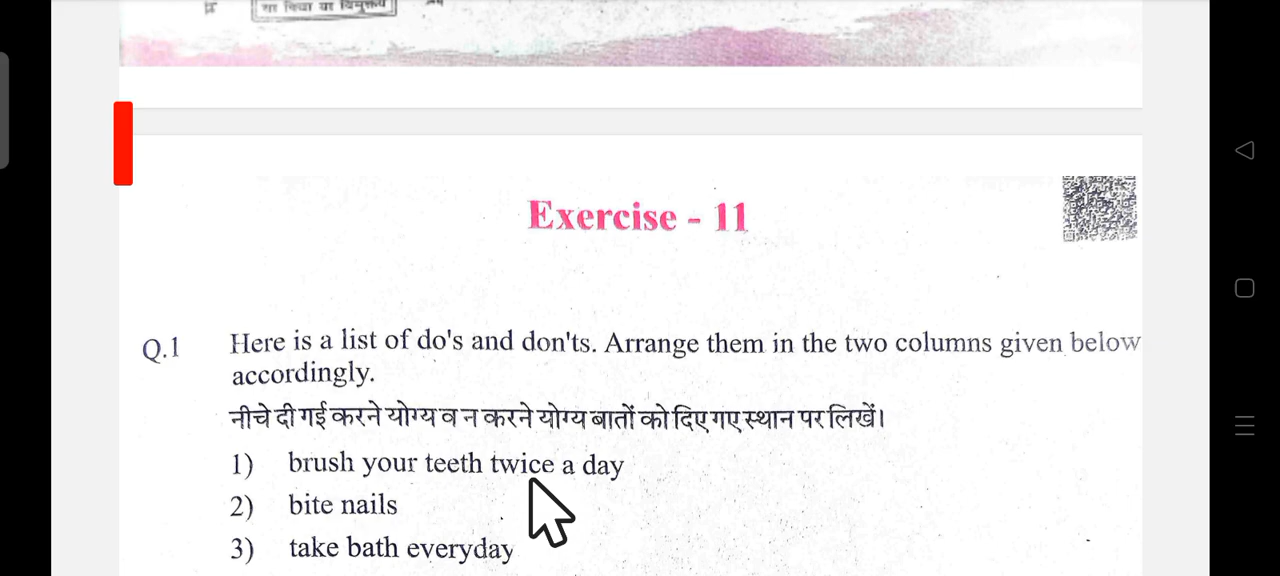 Exercise - 11
Q.1 Here is a list of do's and don'ts. Arrange them in the two columns given below
accordingly.
नीचे दी गई करने योग्य व न करने योग्य बातों को दिए गए स्थान पर लिखें।
1) brush your teeth twice a day
2) bite nails
3) take bath everyday